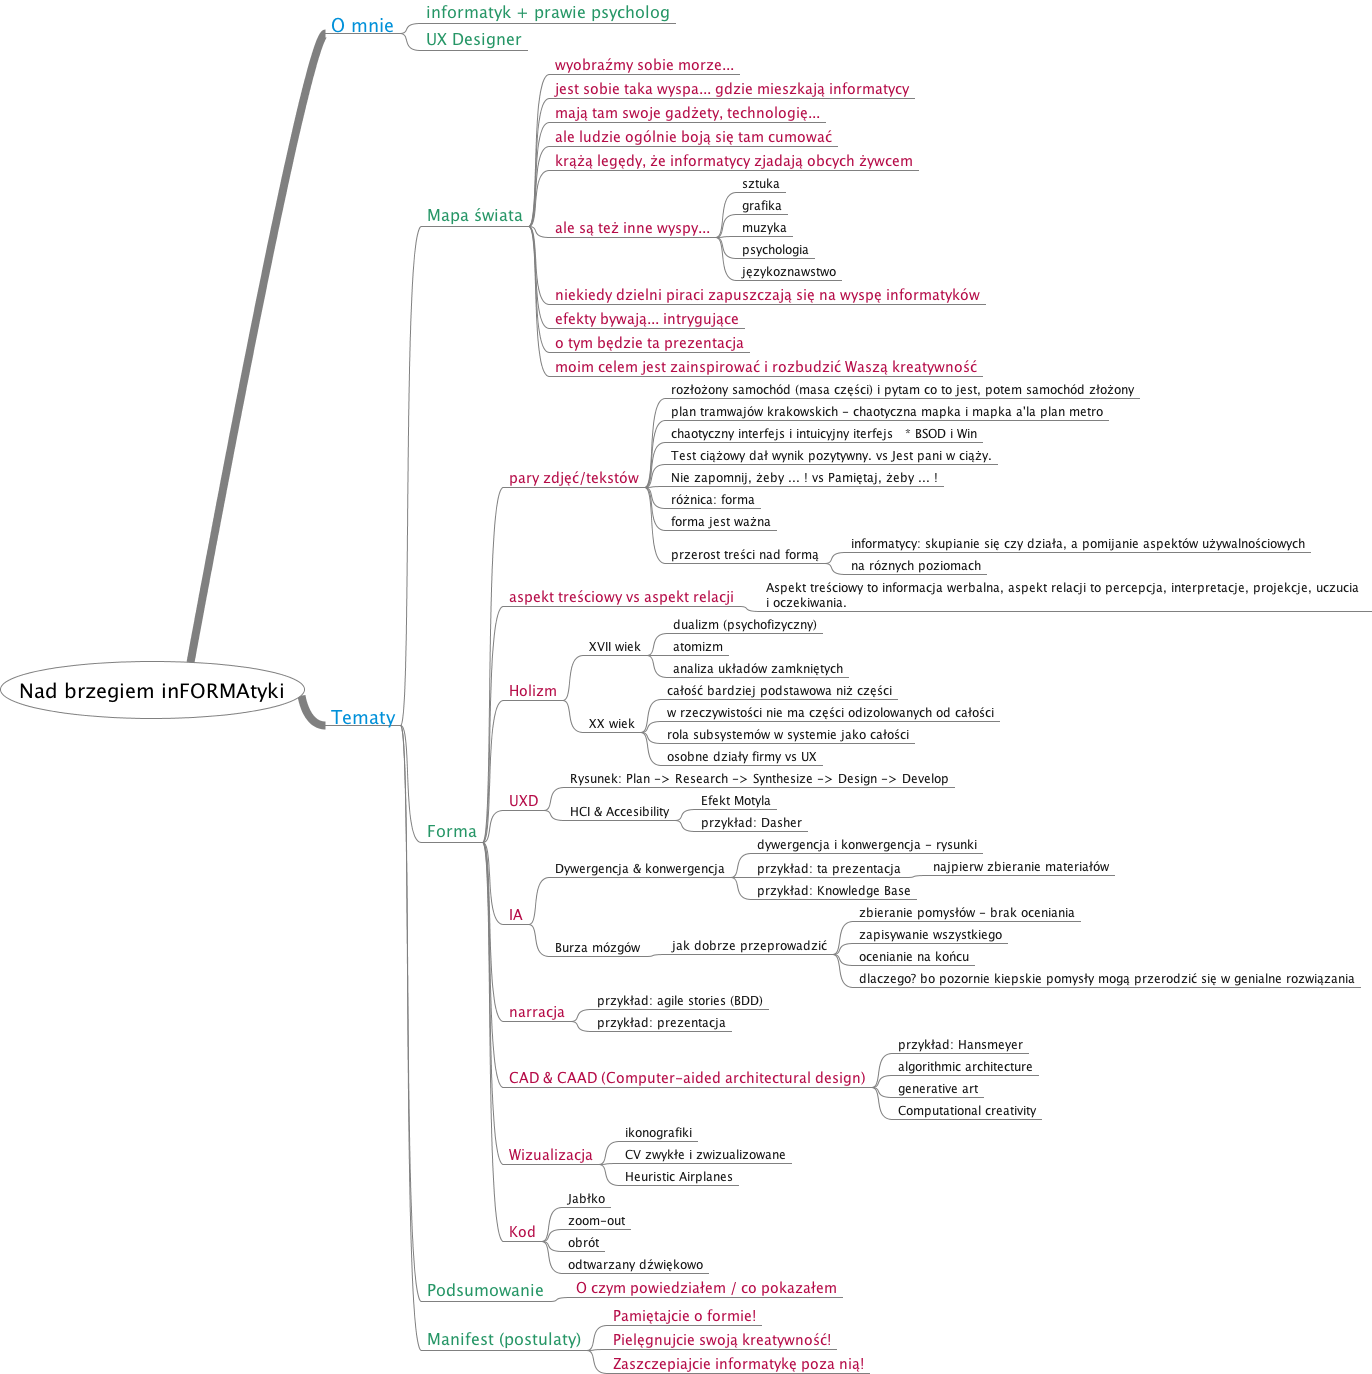 O mnie
informatyk + prawie psycholog
UX Designer
wyobraźmy sobie morze...
jest sobie taka wyspa... gdzie mieszkają informatycy
mają tam swoje gadżety, technologię...
ale ludzie ogólnie boją się tam cumować
krążą legędy, że informatycy zjadają obcych żywcem
Mapa świata
ale są też inne wyspy...
sztuka
grafika
muzyka
psychologia
językoznawstwo
niekiedy dzielni piraci zapuszczają się na wyspę informatyków
efekty bywają... intrygujące
o tym będzie ta prezentacja
moim celem jest zainspirować i rozbudzić Waszą kreatywność
pary zdjęć/tekstów
rozłożony samochód (masa części) i pytam co to jest, potem samochód złożony
plan tramwajów krakowskich - chaotyczna mapka i mapka a'la plan metro
chaotyczny interfejs i intuicyjny iterfejs   * BSOD i Win
Test ciążowy dał wynik pozytywny. vs Jest pani w ciąży.
Nie zapomnij, żeby ... ! vs Pamiętaj, żeby ... !
różnica: forma
forma jest ważna
przerost treści nad formą
informatycy: skupianie się czy działa, a pomijanie aspektów używalnościowych
na róznych poziomach
aspekt treściowy vs aspekt relacji
Aspekt treściowy to informacja werbalna, aspekt relacji to percepcja, interpretacje, projekcje, uczucia
i oczekiwania.
Nad brzegiem inFORMAtyki
Tematy
Holizm
XVII wiek
dualizm (psychofizyczny)
atomizm
analiza układów zamkniętych
XX wiek
całość bardziej podstawowa niż części
w rzeczywistości nie ma części odizolowanych od całości
rola subsystemów w systemie jako całości
osobne działy firmy vs UX
Forma
UXD
Rysunek: Plan -> Research -> Synthesize -> Design -> Develop
HCI & Accesibility
Efekt Motyla
przykład: Dasher
IA
Dywergencja & konwergencja
dywergencja i konwergencja - rysunki
przykład: ta prezentacja
najpierw zbieranie materiałów
przykład: Knowledge Base
Burza mózgów
jak dobrze przeprowadzić
zbieranie pomysłów - brak oceniania
zapisywanie wszystkiego
ocenianie na końcu
dlaczego? bo pozornie kiepskie pomysły mogą przerodzić się w genialne rozwiązania
narracja
przykład: agile stories (BDD)
przykład: prezentacja
CAD & CAAD (Computer-aided architectural design)
przykład: Hansmeyer
algorithmic architecture
generative art
Computational creativity
Wizualizacja
ikonografiki
CV zwykłe i zwizualizowane
Heuristic Airplanes
Kod
Jabłko
zoom-out
obrót
odtwarzany dźwiękowo
Podsumowanie
O czym powiedziałem / co pokazałem
Manifest (postulaty)
Pamiętajcie o formie!
Pielęgnujcie swoją kreatywność!
Zaszczepiajcie informatykę poza nią!